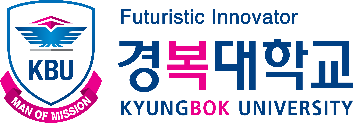 KBU
MAN OF MISSION
Futuristic Innovator
경복대학교
KYUNGBOK UNIVERSITY